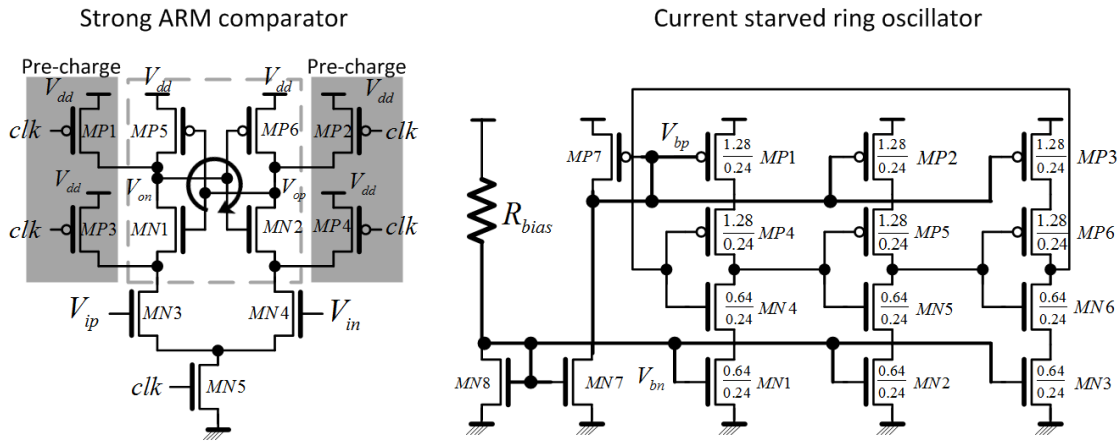 Strong ARM comparator
Current starved ring oscillator
Pre-charge
Pre-charge
Vdd
Vdd
Vdd
Vdd
clk
MP1
MP5
MP6
MP2
clk
Vdd
Von
Vop
Vdd
clk
MP3
MN1
MN2
MP4
clk
Vip
MN3
MN4
Vin
clk
MN5
MP7
Vbp
1.28
0.24
MP1
1.28
0.24
MP2
1.28
0.24
MP3
Rbias
1.28
0.24
MP4
1.28
0.24
MP5
1.28
0.24
MP6
0.64
0.24
MN4
0.64
0.24
MN5
0.64
0.24
MN6
MN8
MN7
Vbn
0.64
0.24
MN1
0.64
0.24
MN2
0.64
0.24
MN3